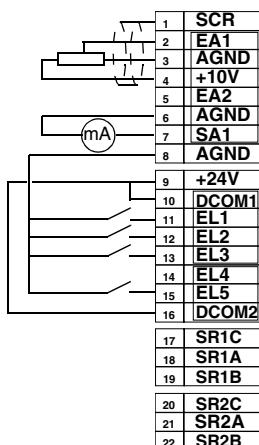 1 SCR
2 EA1
3 AGND
4 +10V
5 EA2
6 AGND
mA
7 SA1
8 AGND
9 +24V
10 DCOM1
11 EL1
12 EL2
13 EL3
14 EL4
15 EL5
16 DCOM2
17 SR1C
18 SR1A
19 SR1B
20 SR2C
21 SR2A
22 SR2B